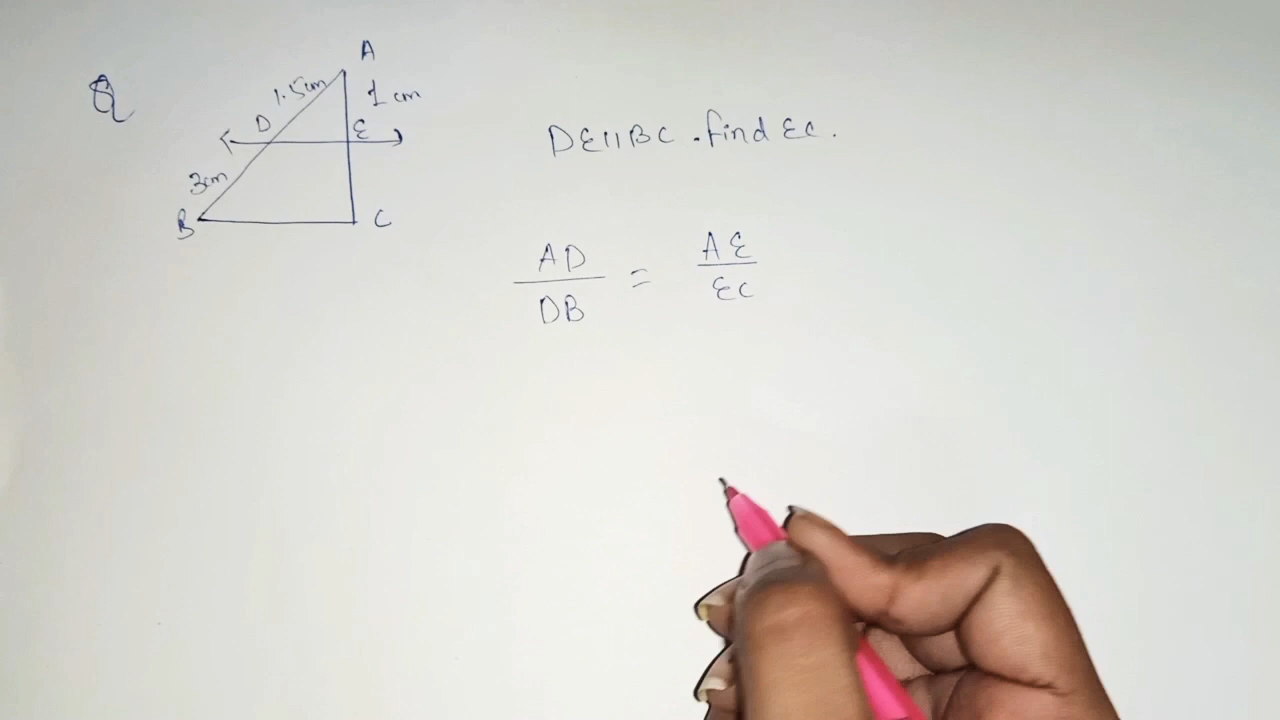 Q
A
1.5cm
1 cm
D
E
3cm
B
C
DE||BC . find EC.
AD
DB
=
AE
EC